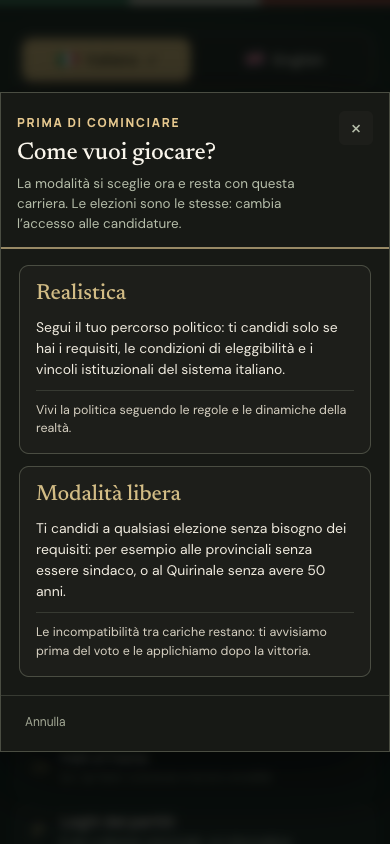 PRIMA DI COMINCIARE
Come vuoi giocare?
La modalità si sceglie ora e resta con questa
carriera. Le elezioni sono le stesse: cambia
l'accesso alle candidature.
×
Realistica
Segui il tuo percorso politico: ti candidi solo se
hai i requisiti, le condizioni di eleggibilità e i
vincoli istituzionali del sistema italiano.
Vivi la politica seguendo le regole e le dinamiche della
realtà.
Modalità libera
Ti candidi a qualsiasi elezione senza bisogno dei
requisiti: per esempio alle provinciali senza
essere sindaco, o al Quirinale senza avere 50
anni.
Le incompatibilità tra cariche restano: ti avvisiamo
prima del voto e le applichiamo dopo la vittoria.
Annulla